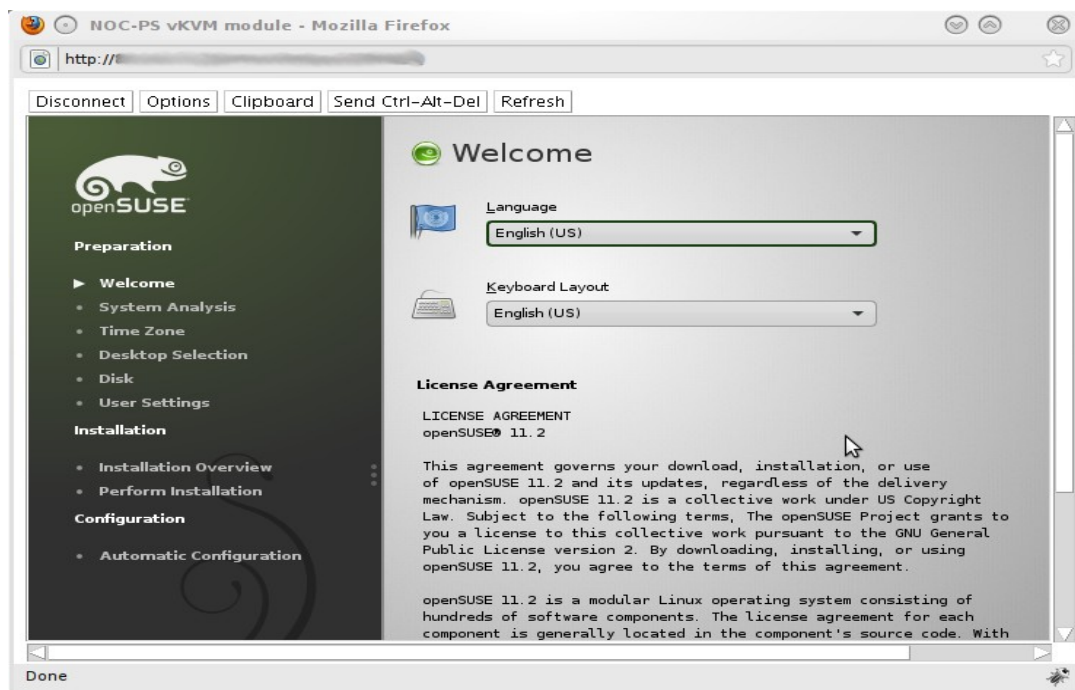 NOC-PS vKVM module - Mozilla Firefox
http://
Disconnect Options Clipboard Send Ctrl-Alt-Del Refresh
openSUSE
Preparation
Welcome
System Analysis
Time Zone
Desktop Selection
Disk
User Settings
Installation
Installation Overview
Perform Installation
Configuration
Automatic Configuration
Welcome
Language
English (US)
Keyboard Layout
English (US)
License Agreement
LICENSE AGREEMENT
openSUSE® 11.2
This agreement governs your download, installation, or use
of openSUSE 11.2 and its updates, regardless of the delivery
mechanism. openSUSE 11.2 is a collective work under US Copyright
Law. Subject to the following terms, The openSUSE Project grants to
you a license to this collective work pursuant to the GNU General
Public License version 2. By downloading, installing, or using
openSUSE 11.2, you agree to the terms of this agreement.
openSUSE 11.2 is a modular Linux operating system consisting of
hundreds of software components. The license agreement for each
component is generally located in the component's source code. With
Done